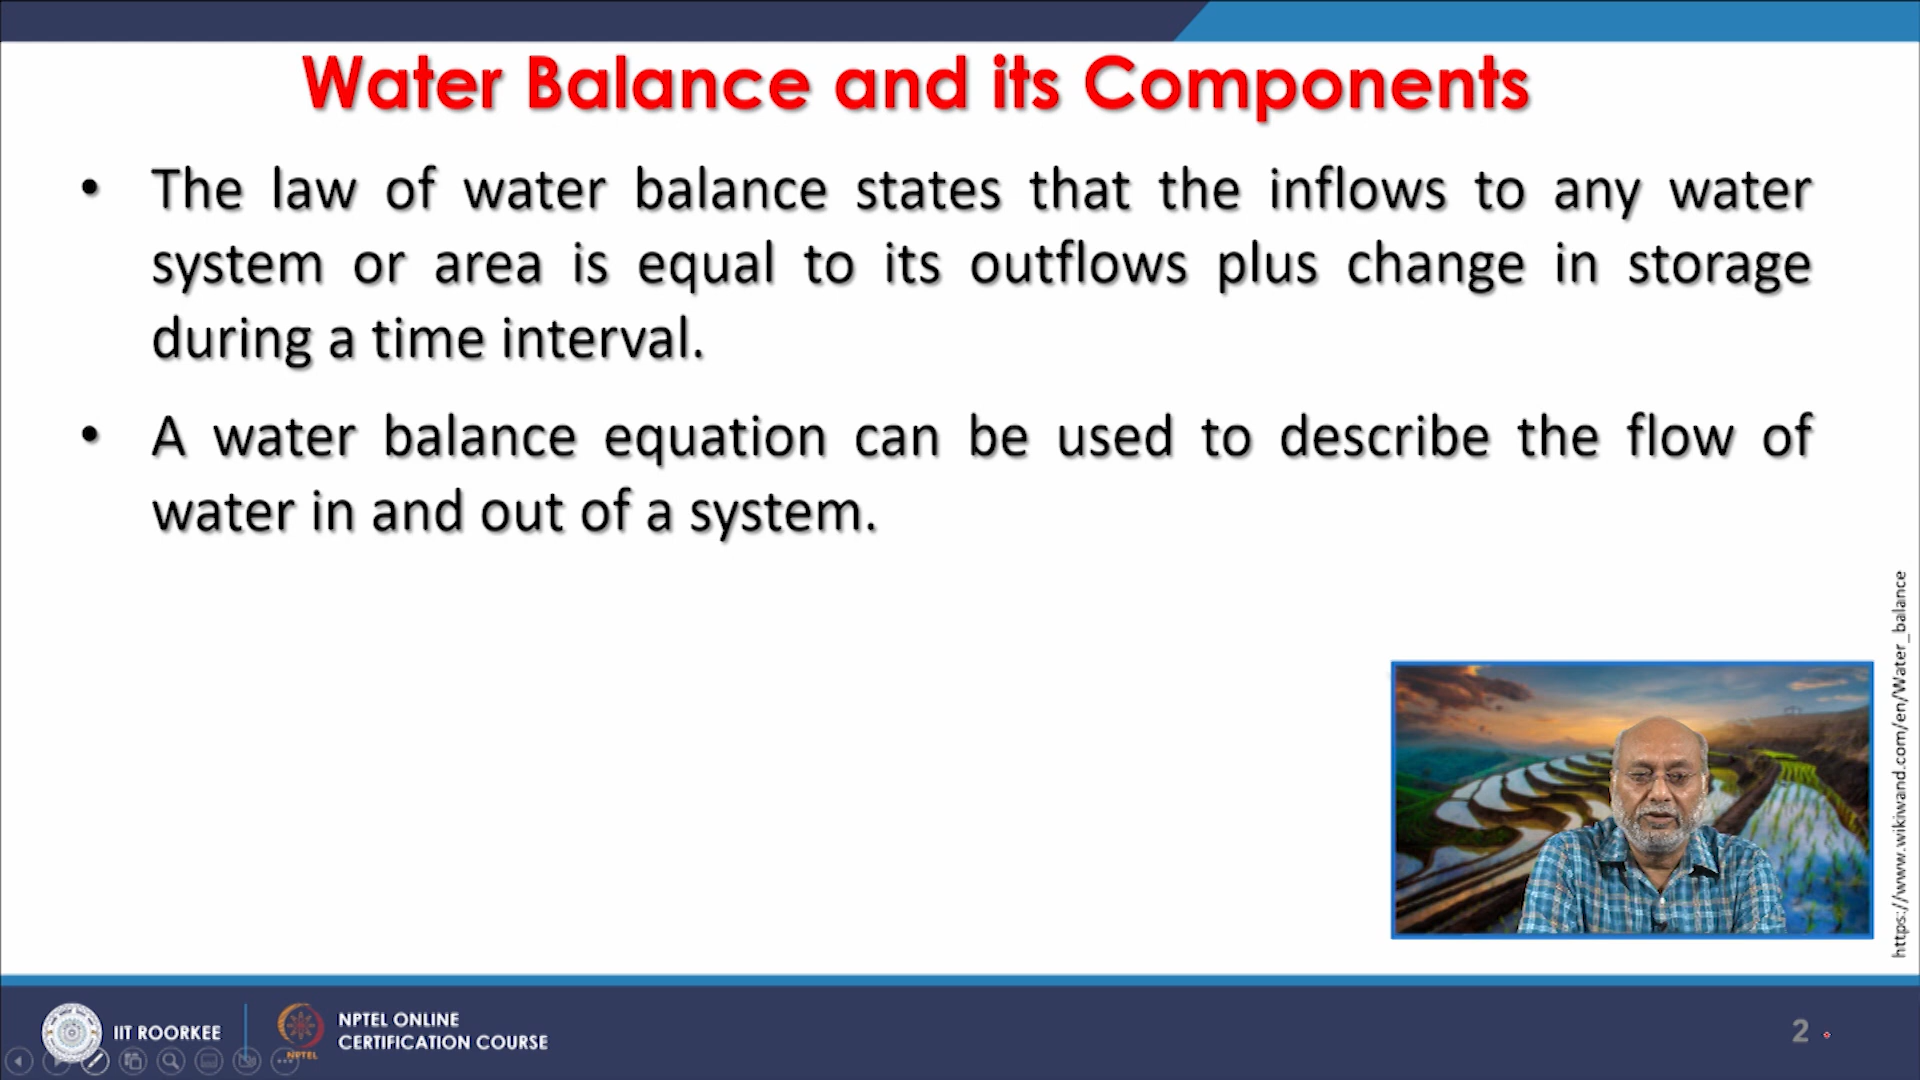 Water Balance and its Components
• The law of water balance states that the inflows to any water
system or area is equal to its outflows plus change in storage
during a time interval.
• A water balance equation can be used to describe the flow of
water in and out of a system.
https://www.wikiwand.com/en/Water_balance
IIT ROORKEE
NPTEL
NPTEL ONLINE
CERTIFICATION COURSE
2